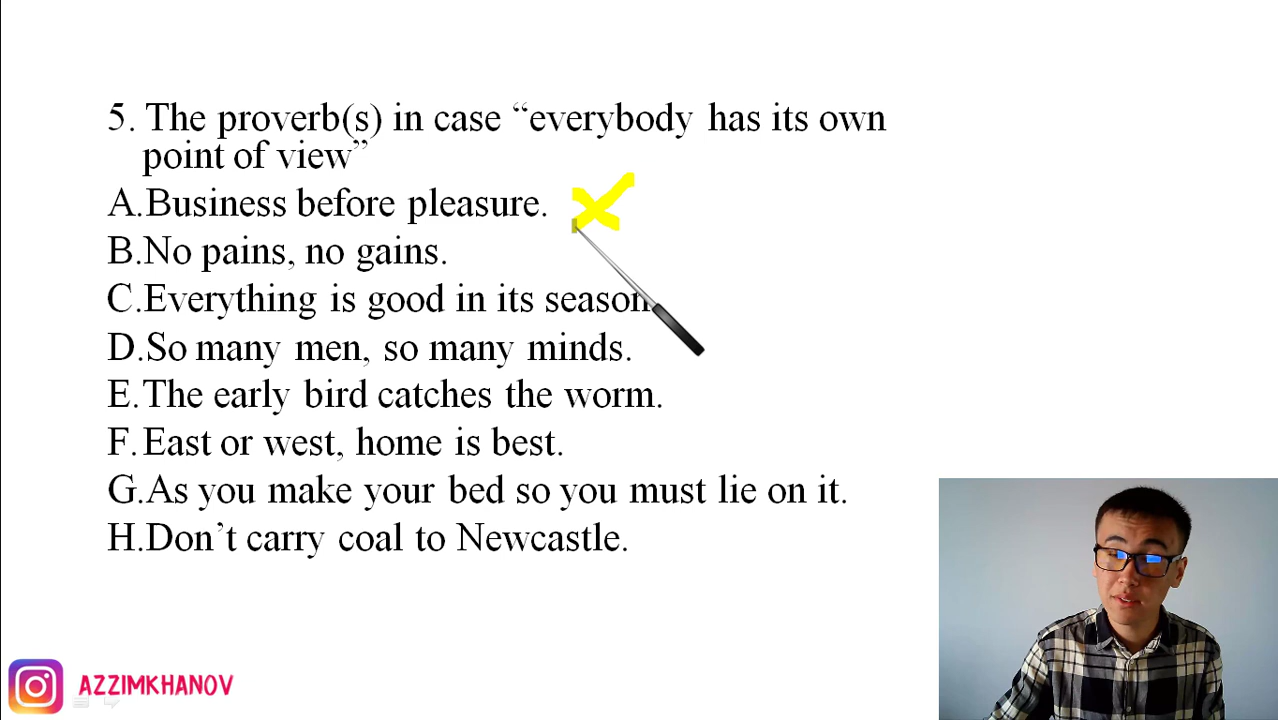 5. The proverb(s) in case “everybody has its own
point of view”
A.Business before pleasure.
B.No pains, no gains.
C.Everything is good in its season
D.So many men, so many minds.
E.The early bird catches the worm.
F.East or west, home is best.
G.As you make your bed so you must lie on it.
H.Don’t carry coal to Newcastle.
AZZIMKHANOV